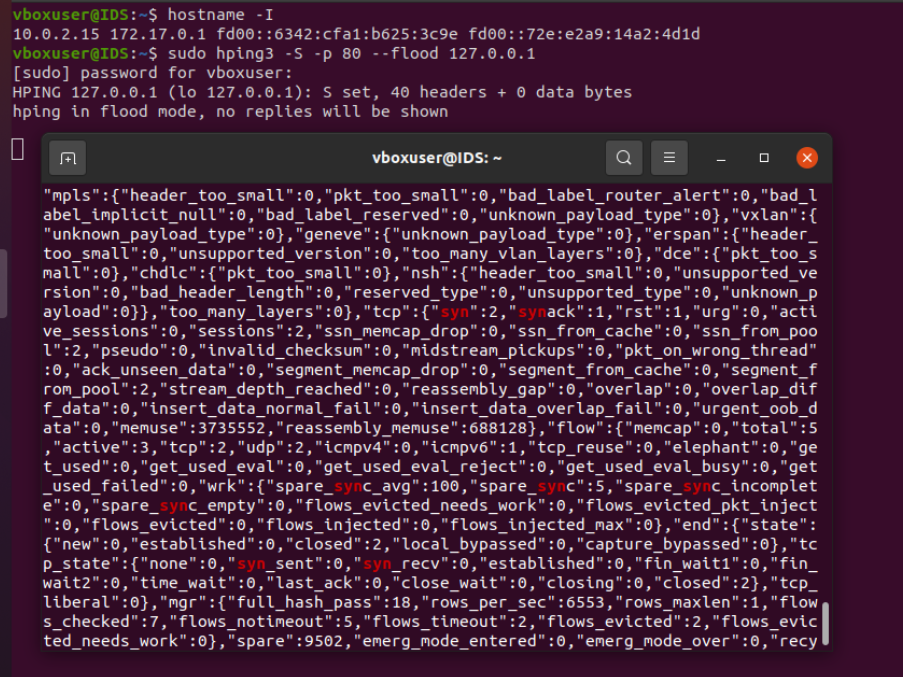 vboxuser@IDS:~$ hostname -I
10.0.2.15 172.17.0.1 fd00::6342:cfa1:b625:3c9e fd00::72e:e2a9:14a2:4d1d
vboxuser@IDS:~$ sudo hping3 -S -p 80 --flood 127.0.0.1
[sudo] password for vboxuser:
HPING 127.0.0.1 (lo 127.0.0.1): S set, 40 headers + 0 data bytes
hping in flood mode, no replies will be shown
vboxuser@IDS: ~
"mpls":{"header_too_small":0,"pkt_too_small":0,"bad_label_router_alert":0,"bad_l
abel_implicit_null":0,"bad_label_reserved":0,"unknown_payload_type":0},"vxlan":{
"unknown_payload_type":0},"geneve":{"unknown_payload_type":0},"erspan":{"header_
too_small":0,"unsupported_version":0,"too_many_vlan_layers":0},"dce":{"pkt_too_s
mall":0},"chdlc":{"pkt_too_small":0},"nsh":{"header_too_small":0,"unsupported_ve
rsion":0,"bad_header_length":0,"reserved_type":0,"unsupported_type":0,"unknown_p
ayload":0}},"too_many_layers":0},"tcp":{"syn":2,"synack":1,"rst":1,"urg":0,"acti
ve_sessions":0,"sessions":2,"ssn_memcap_drop":0,"ssn_from_cache":0,"ssn_from_poo
l":2,"pseudo":0,"invalid_checksum":0,"midstream_pickups":0,"pkt_on_wrong_thread"
:0,"ack_unseen_data":0,"segment_memcap_drop":0,"segment_from_cache":0,"segment_f
rom_pool":2,"stream_depth_reached":0,"reassembly_gap":0,"overlap":0,"overlap_dif
f_data":0,"insert_data_normal_fail":0,"insert_data_overlap_fail":0,"urgent_oob_d
ata":0,"memuse":3735552,"reassembly_memuse":688128},"flow":{"memcap":0,"total":5
,"active":3,"tcp":2,"udp":2,"icmpv4":0,"icmpv6":1,"tcp_reuse":0,"elephant":0,"ge
t_used":0,"get_used_eval":0,"get_used_eval_reject":0,"get_used_eval_busy":0,"get
_used_failed":0,"wrk":{"spare_sync_avg":100,"spare_sync":5,"spare_sync_incomplet
e":0,"spare_sync_empty":0,"flows_evicted_needs_work":0,"flows_evicted_pkt_inject
":0,"flows_evicted":0,"flows_injected":0,"flows_injected_max":0},"end":{"state":
{"new":0,"established":0,"closed":2,"local_bypassed":0,"capture_bypassed":0},"tc
p_state":{"none":0,"syn_sent":0,"syn_recv":0,"established":0,"fin_wait1":0,"fin_
wait2":0,"time_wait":0,"last_ack":0,"close_wait":0,"closing":0,"closed":2},"tcp_
liberal":0},"mgr":{"full_hash_pass":18,"rows_per_sec":6553,"rows_maxlen":1,"flow
s_checked":7,"flows_notimeout":5,"flows_timeout":2,"flows_evicted":2,"flows_evic
ted_needs_work":0},"spare":9502,"emerg_mode_entered":0,"emerg_mode_over":0,"recy